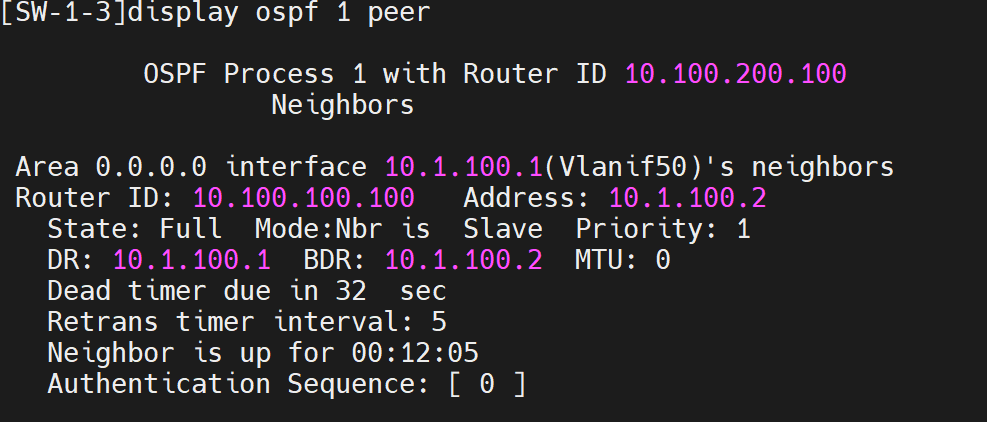 [SW-1-3]display ospf 1 peer
OSPF Process 1 with Router ID 10.100.200.100
Neighbors
Area 0.0.0.0 interface 10.1.100.1(Vlanif50)'s neighbors
Router ID: 10.100.100.100   Address: 10.1.100.2
State: Full  Mode:Nbr is  Slave  Priority: 1
DR: 10.1.100.1  BDR: 10.1.100.2  MTU: 0
Dead timer due in 32  sec
Retrans timer interval: 5
Neighbor is up for 00:12:05
Authentication Sequence: [ 0 ]